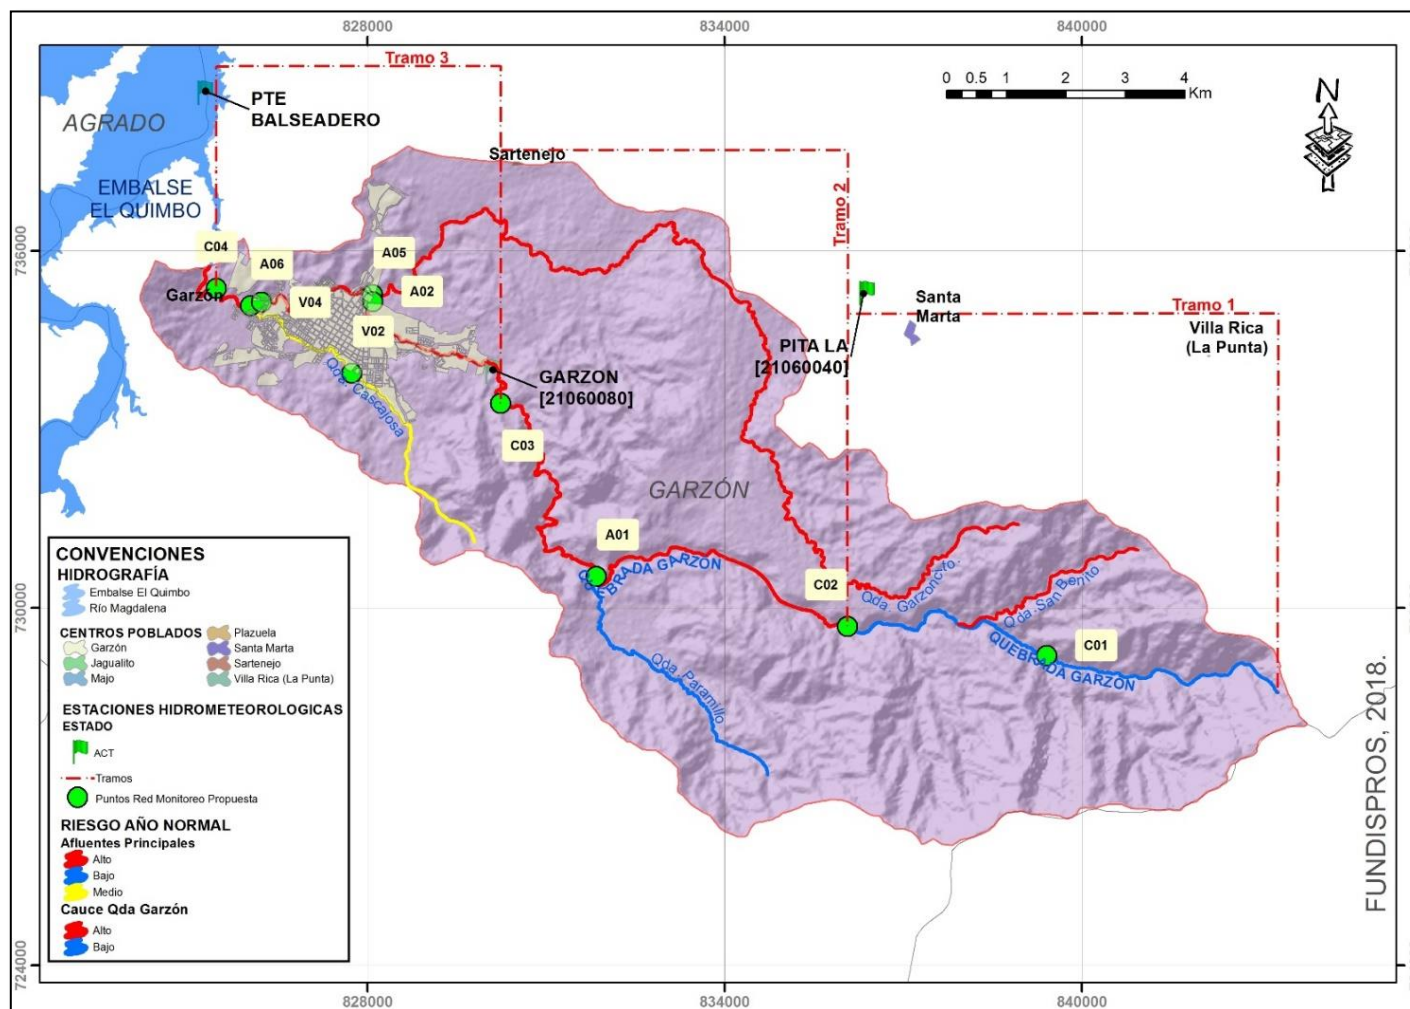 828000
834000
840000
Tramo 3
0 0.5 1 2 3 4
Km
N
PTE
BALSEADERO
AGRADO
Sartenejo
EMBALSE
EL QUIMBO
Tramo 2
C04
A05
736000
A06
A02
Garzón
V04
Santa
Marta
Tramo 1
V02
Villa Rica
(La Punta)
PITA LA
[21060040]
GARZON
[21060080]
Qda. Cascajosa
C03
GARZÓN
A01
QUEBRADA GARZÓN
C02
Qda. Garzoncto.
Qda. San Benito
730000
C01
QUEBRADA GARZÓN
Qda. Paramillo
CONVENCIONES
HIDROGRAFÍA
Embalse El Quimbo
Río Magdalena
CENTROS POBLADOS
Garzón
Jagualito
Majo
Plazuela
Santa Marta
Sartenejo
Villa Rica (La Punta)
ESTACIONES HIDROMETEOROLOGICAS
ESTADO
ACT
Tramos
Puntos Red Monitoreo Propuesta
RIESGO AÑO NORMAL
Afluentes Principales
Alto
Bajo
Medio
Cauce Qda Garzón
Alto
Bajo
FUNDISPROS, 2018.
724000
828000
834000
840000